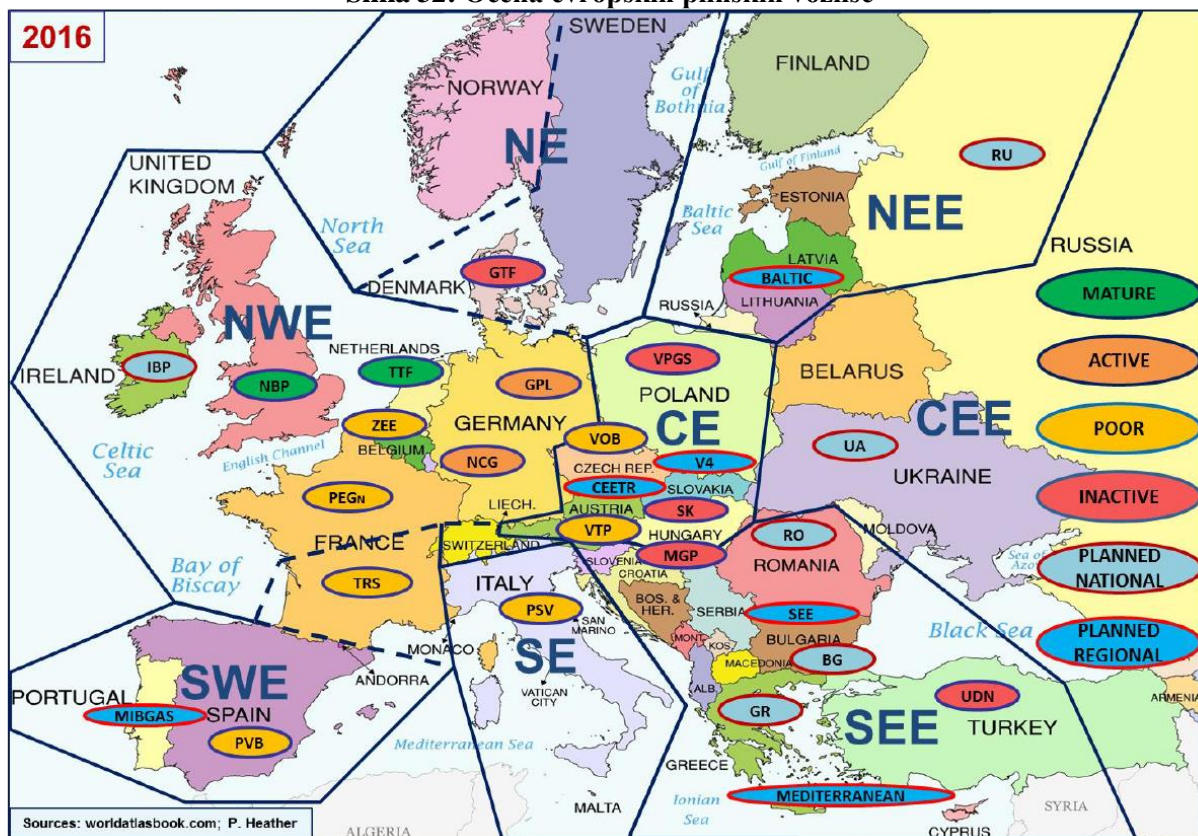 2016
SWEDEN
FINLAND
NORWAY
Gulf
of
Bothnia
NE
RU
UNITED
KINGDOM
Gulf of Finland
ESTONIA
NEE
North
Sea
Baltic
Sea
RUSSIA
LATVIA
BALTIC
GTF
DENMARK
LITHUANIA
MATURE
RUSSIA
NWE
NETHERLANDS
IRELAND
IBP
NBP
TTF
GPL
VPGS
POLAND
BELARUS
ACTIVE
GERMANY
CE
CEE
ZEE
VOB
POOR
Celtic
Sea
English Channel
BELGIUM
NCG
CZECH REP.
V4
UA
UKRAINE
CEETR
SLOVAKIA
PEGN
LIECH.
AUSTRIA
SK
INACTIVE
VTP
HUNGARY
MOLDOVA
FRANCE
SWITZERLAND
MGP
RO
Sea of
Azov
Bay of
Biscay
SLOVENIA
CROATIA
ROMANIA
PLANNED
NATIONAL
TRS
ITALY
BOS. &
HER.
SERBIA
PSV
SAN
MARINO
SEE
Black Sea
PLANNED
REGIONAL
MONT.
KOS.
BULGARIA
MONACO
SE
MACEDONIA
BG
ANDORRA
SWE
VATICAN
CITY
ALB.
UDN
ARMENIA
PORTUGAL
MIBGAS
SPAIN
GR
SEE
TURKEY
PVB
Mediterranean Sea
GREECE
MEDITERRANEAN
MALTA
Ionian
Sea
SYRIA
Sources: worldatlasbook.com; P. Heather
ALGERIA
CYPRUS